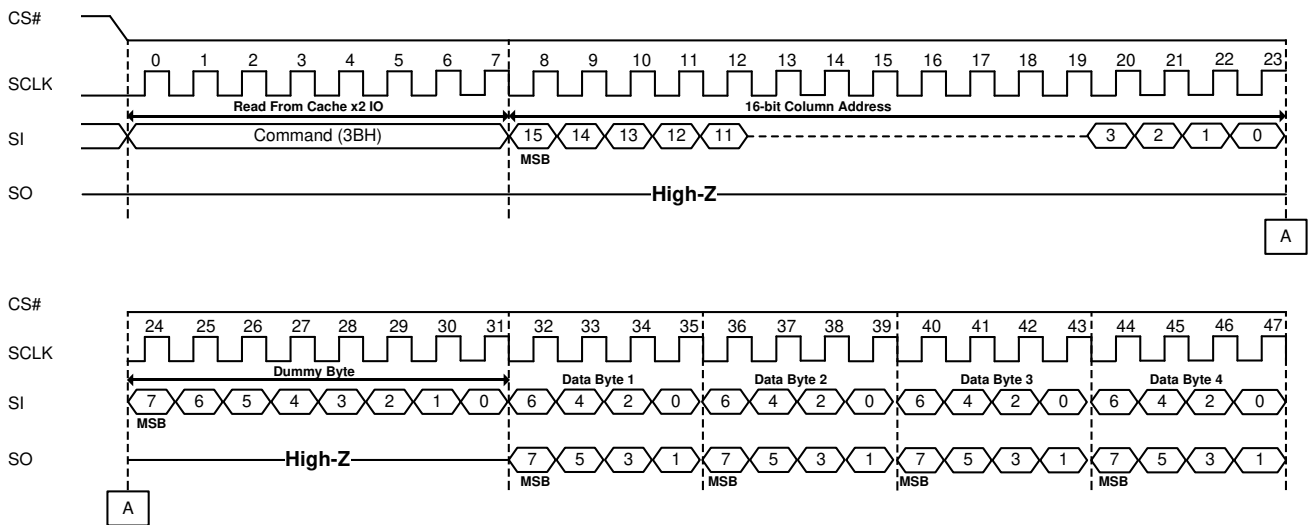 CS#
0 1 2 3 4 5 6 7 8 9 10 11 12 13 14 15 16 17 18 19 20 21 22 23
SCLK
Read From Cache x2 IO 16-bit Column Address
SI Command (3BH) 15 14 13 12 11 3 2 1 0
MSB
SO High-Z
A
CS#
24 25 26 27 28 29 30 31 32 33 34 35 36 37 38 39 40 41 42 43 44 45 46 47
SCLK
Dummy Byte Data Byte 1 Data Byte 2 Data Byte 3 Data Byte 4
SI 7 6 5 4 3 2 1 0 6 4 2 0 6 4 2 0 6 4 2 0 6 4 2 0
MSB
SO High-Z 7 5 3 1 7 5 3 1 7 5 3 1 7 5 3 1
MSB MSB MSB MSB
A